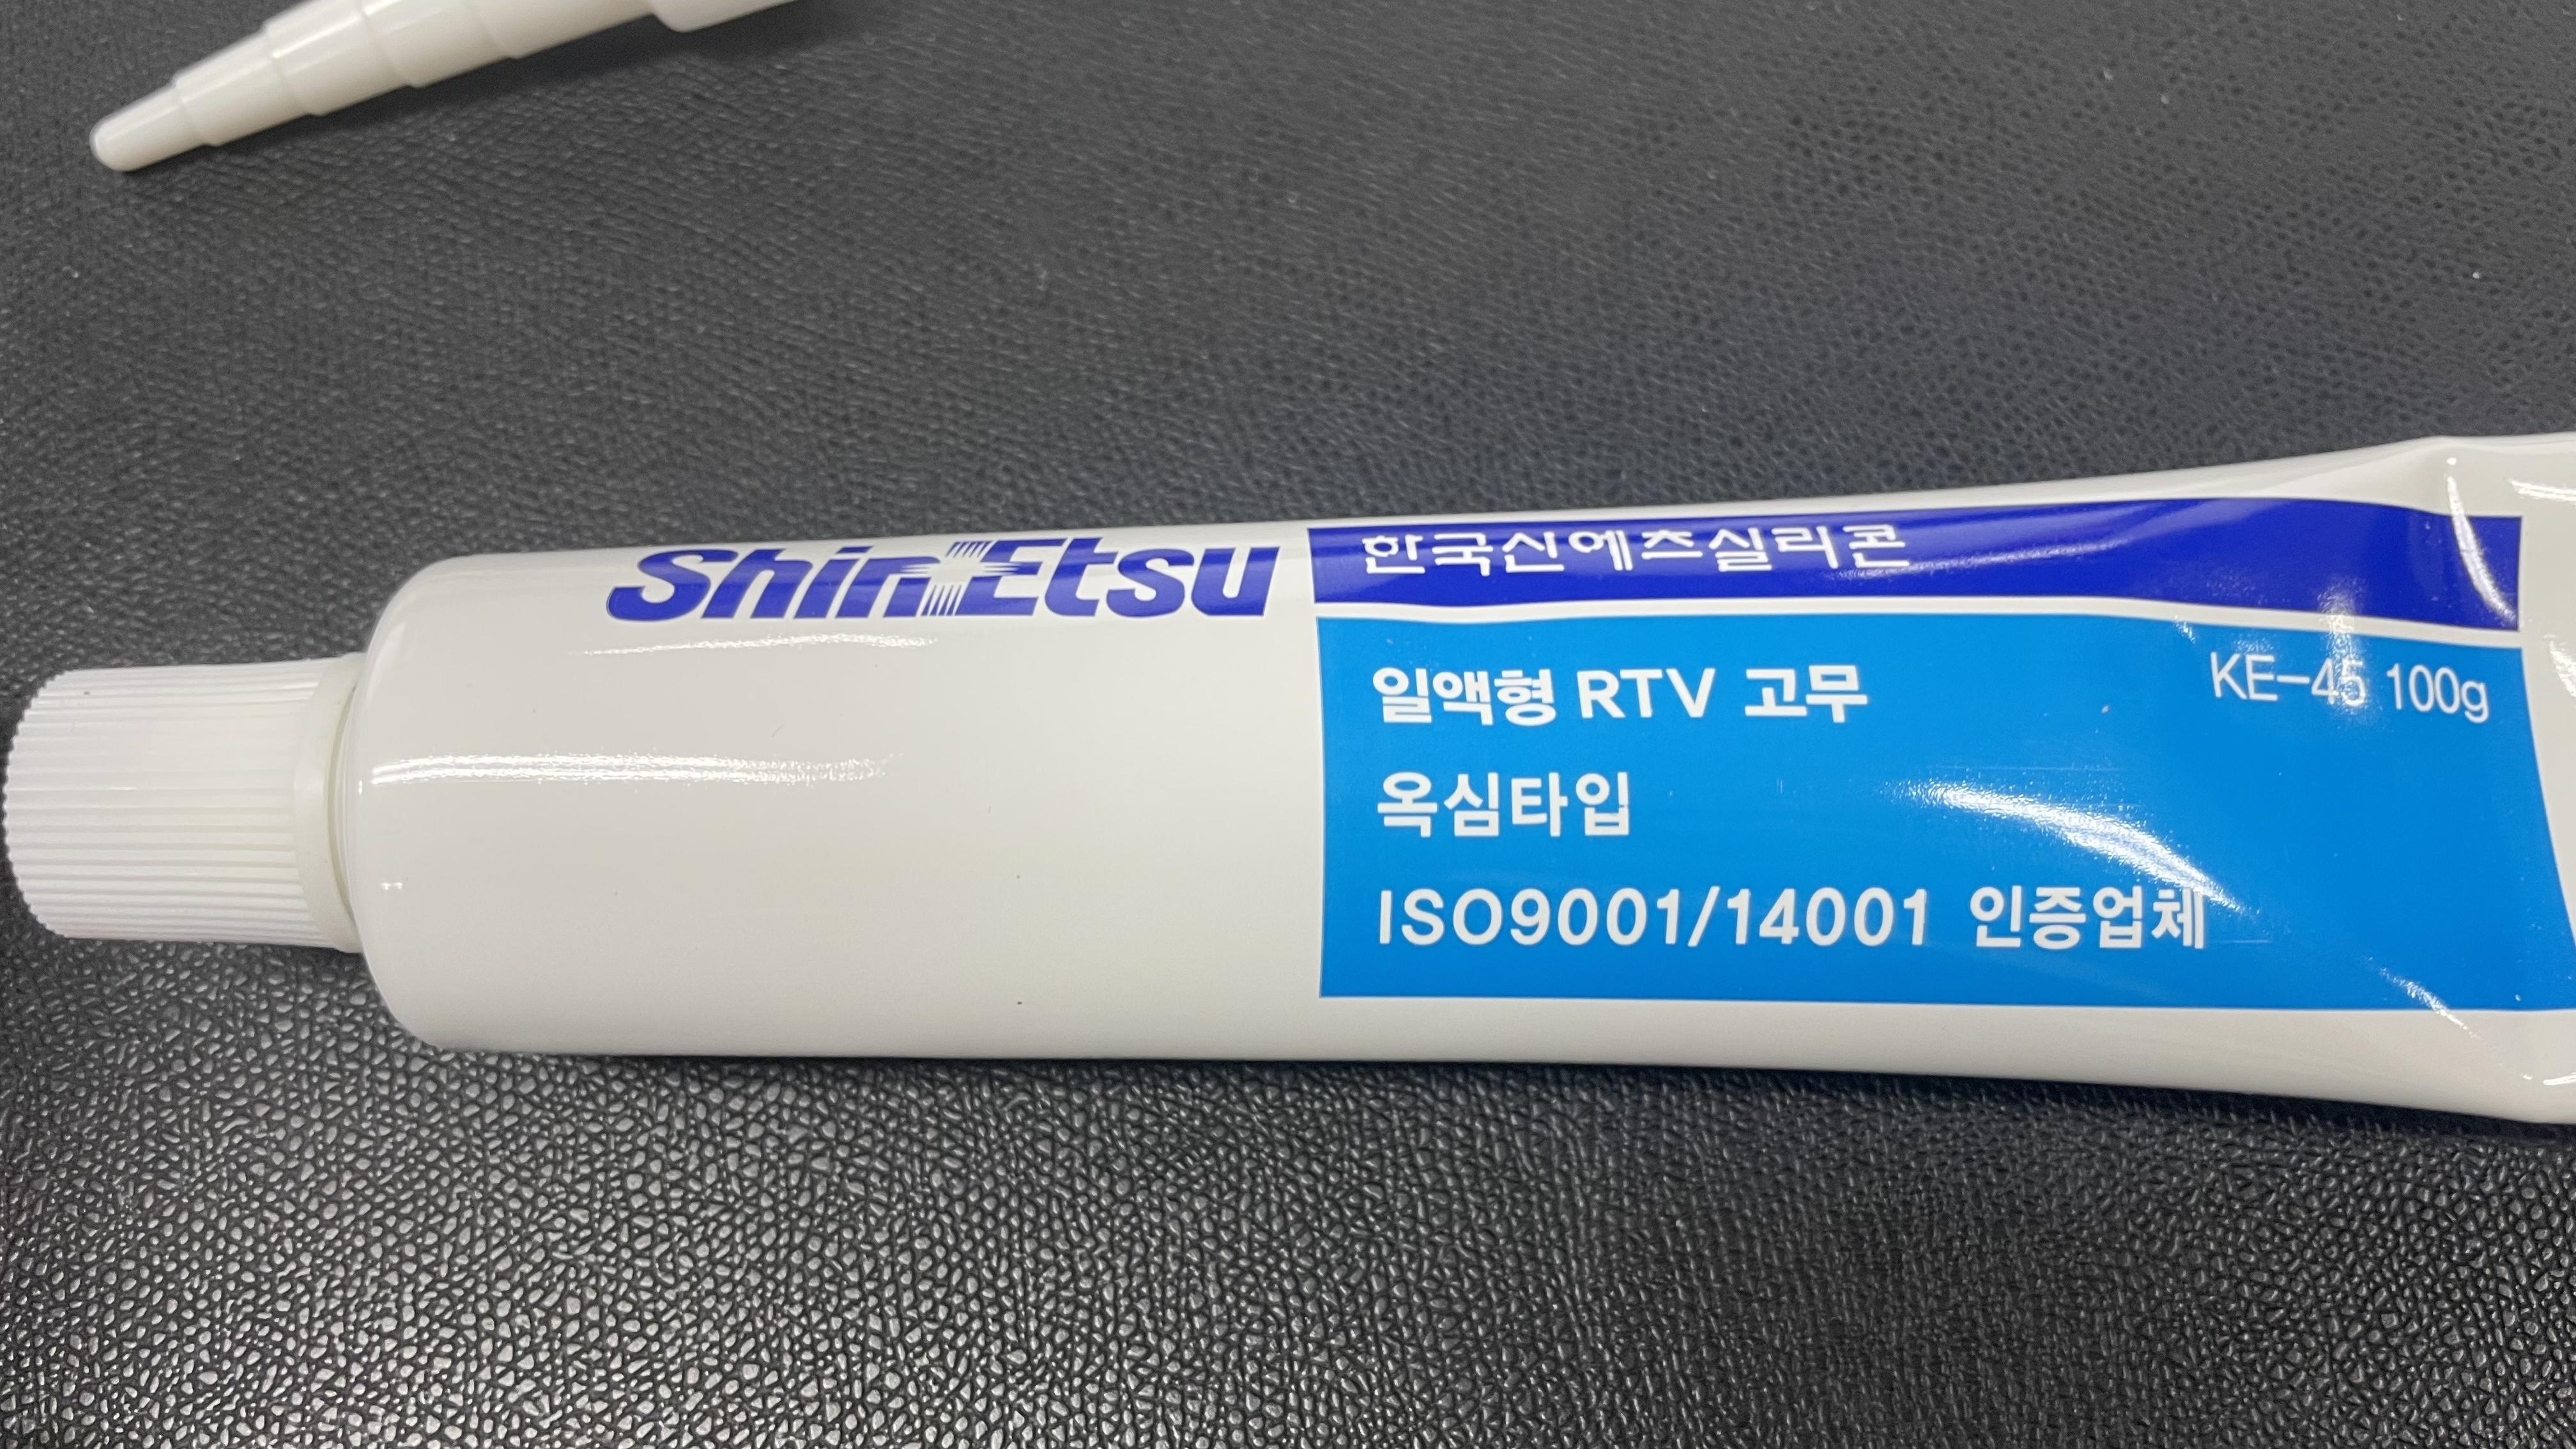 Shin-Etsu
한국신에츠실리콘
일액형 RTV 고무
KE-45 100g
옥심타입
ISO9001/14001 인증업체